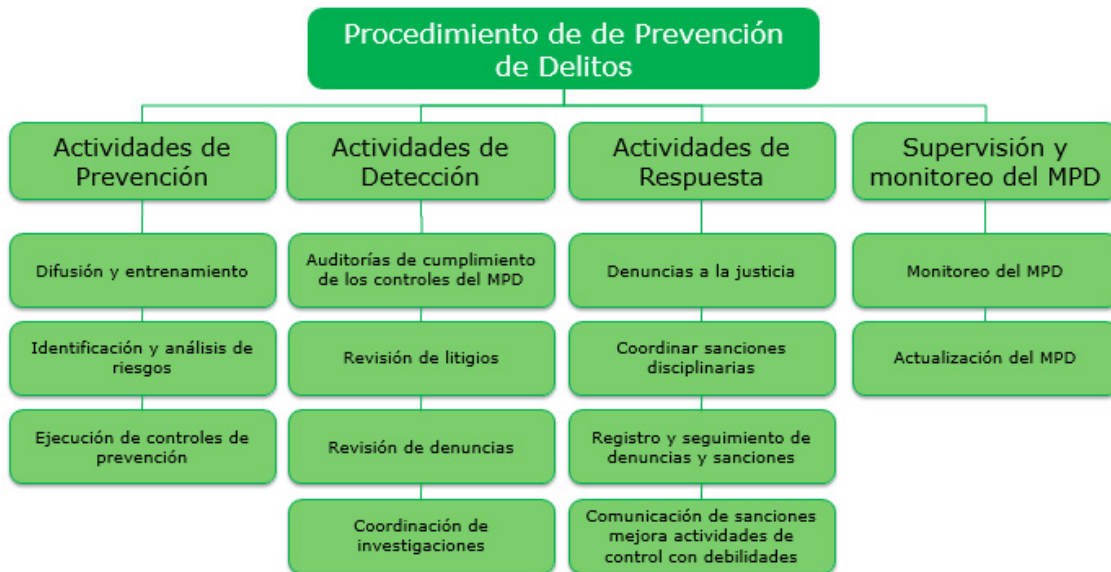 Procedimiento de de Prevención
de Delitos
Actividades de
Prevención
Actividades de
Detección
Actividades de
Respuesta
Supervisión y
monitoreo del MPD
Difusión y entrenamiento
Auditorías de cumplimiento
de los controles del MPD
Denuncias a la justicia
Monitoreo del MPD
Identificación y análisis de
riesgos
Revisión de litigios
Coordinar sanciones
disciplinarias
Actualización del MPD
Ejecución de controles de
prevención
Revisión de denuncias
Registro y seguimiento de
denuncias y sanciones
Coordinación de
investigaciones
Comunicación de sanciones
mejora actividades de
control con debilidades